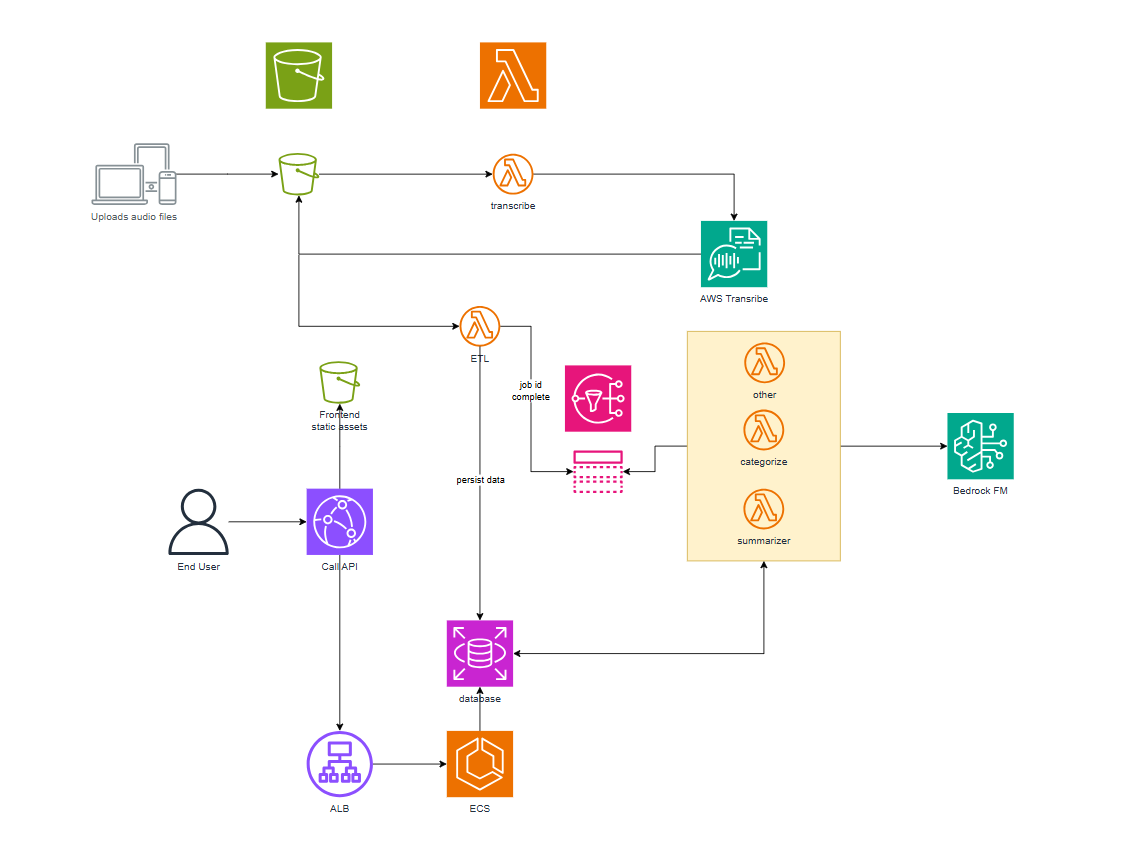 Uploads audio files
transcribe
AWS Transribe
ETL
job id
complete
other
Frontend
static assets
categorize
persist data
Bedrock FM
summarizer
End User
Call API
database
ALB
ECS